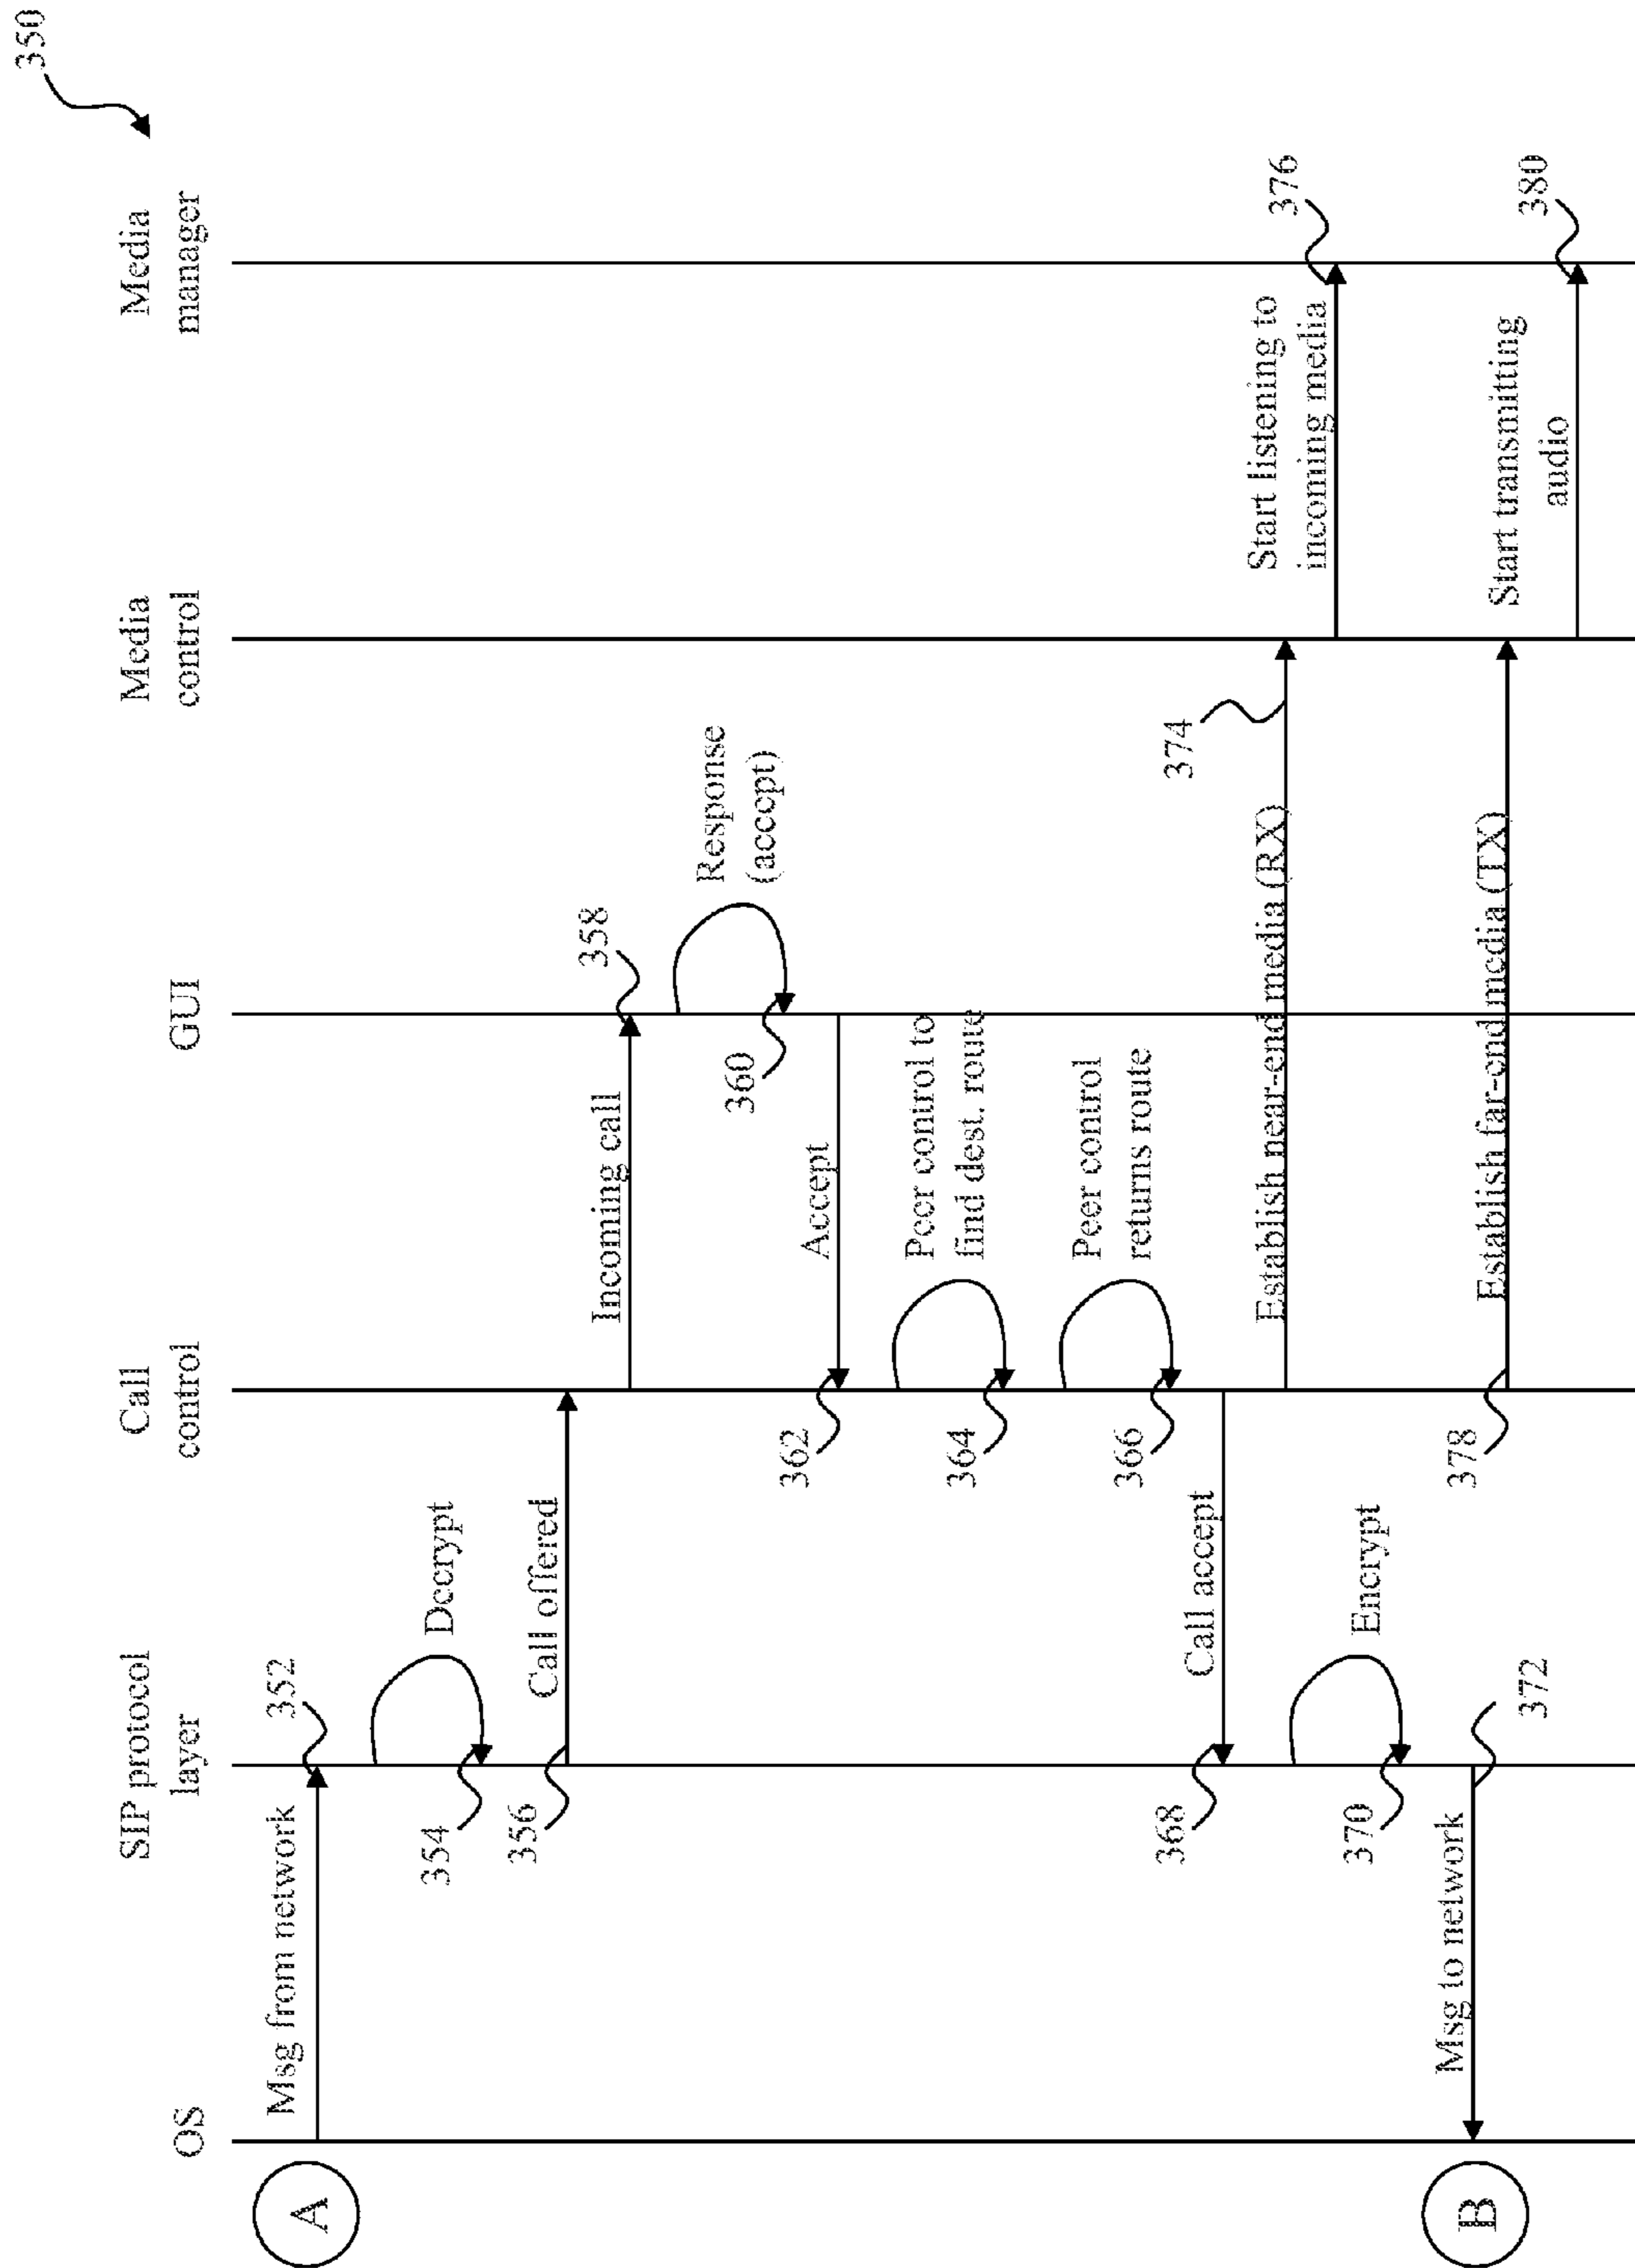 350
OS
SIP protocol
layer
Call
control
GUI
Media
control
Media
manager
A
Msg from network
352
Decrypt
354
Call offered
356
Incoming call
358
Response
(accept)
360
Accept
362
Peer control to
find dest. route
364
Peer control
returns route
366
Call accept
368
Establish near-end media (RX)
374
Start listening to
incoming media
376
Encrypt
370
B
Msg to network
372
Establish far-end media (TX)
378
Start transmitting
audio
380